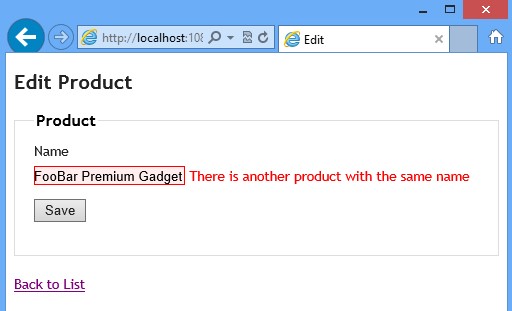 http://localhost:108
Edit
Edit Product
Product
Name
FooBar Premium Gadget There is another product with the same name
Save
Back to List